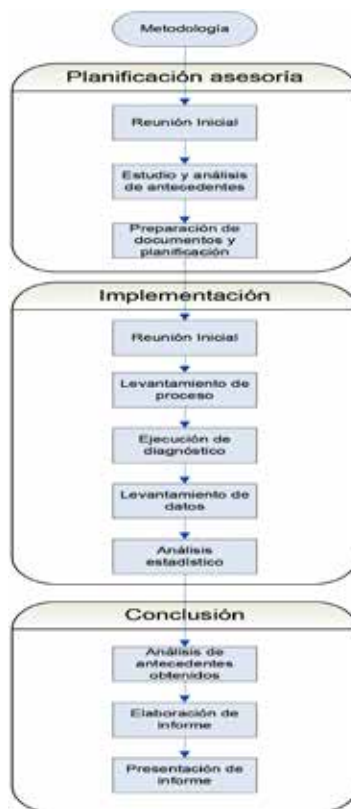 Metodología
Planificación asesoría
Reunión Inicial
Estudio y análisis
de antecedentes
Preparación de
documentos y
planificación
Implementación
Reunión Inicial
Levantamiento de
proceso
Ejecución de
diagnóstico
Levantamiento de
datos
Análisis
estadístico
Conclusión
Análisis de
antecedentes
obtenidos
Elaboración de
informe
Presentación de
informe